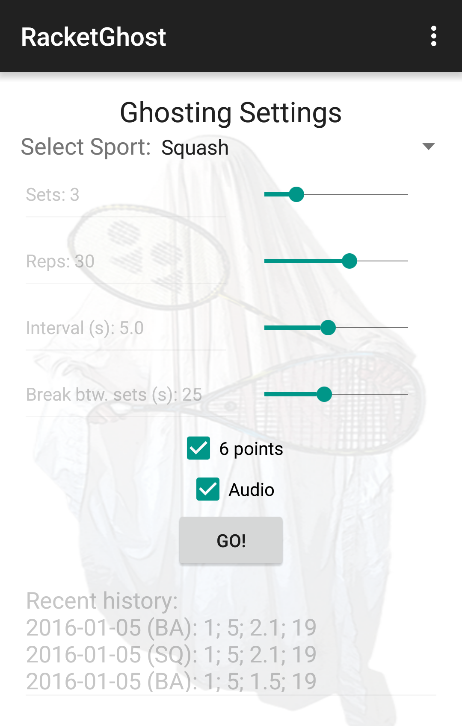 RacketGhost
Ghosting Settings
Select Sport: Squash
Sets: 3
Reps: 30
Interval (s): 5.0
Break btw. sets (s): 25
6 points
Audio
GO!
Recent history:
2016-01-05 (BA): 1; 5; 2.1; 19
2016-01-05 (SQ): 1; 5; 2.1; 19
2016-01-05 (BA): 1; 5; 1.5; 19